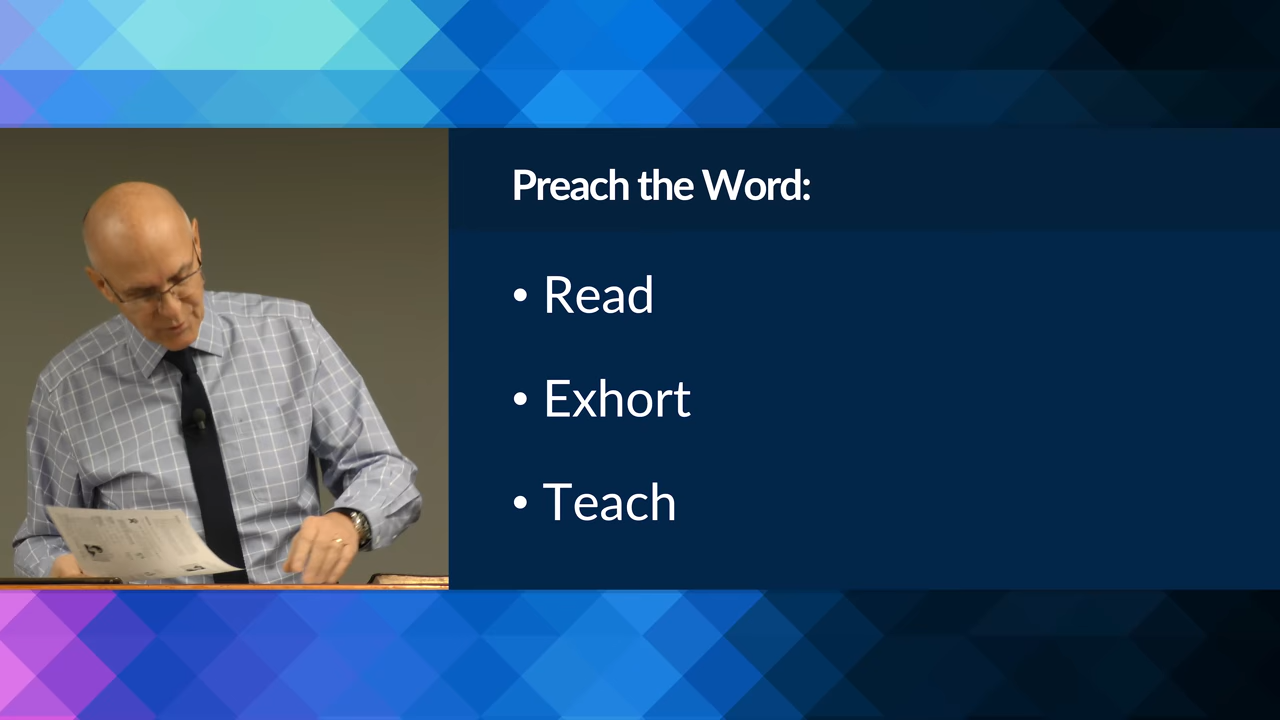 Preach the Word:
• Read
• Exhort
• Teach